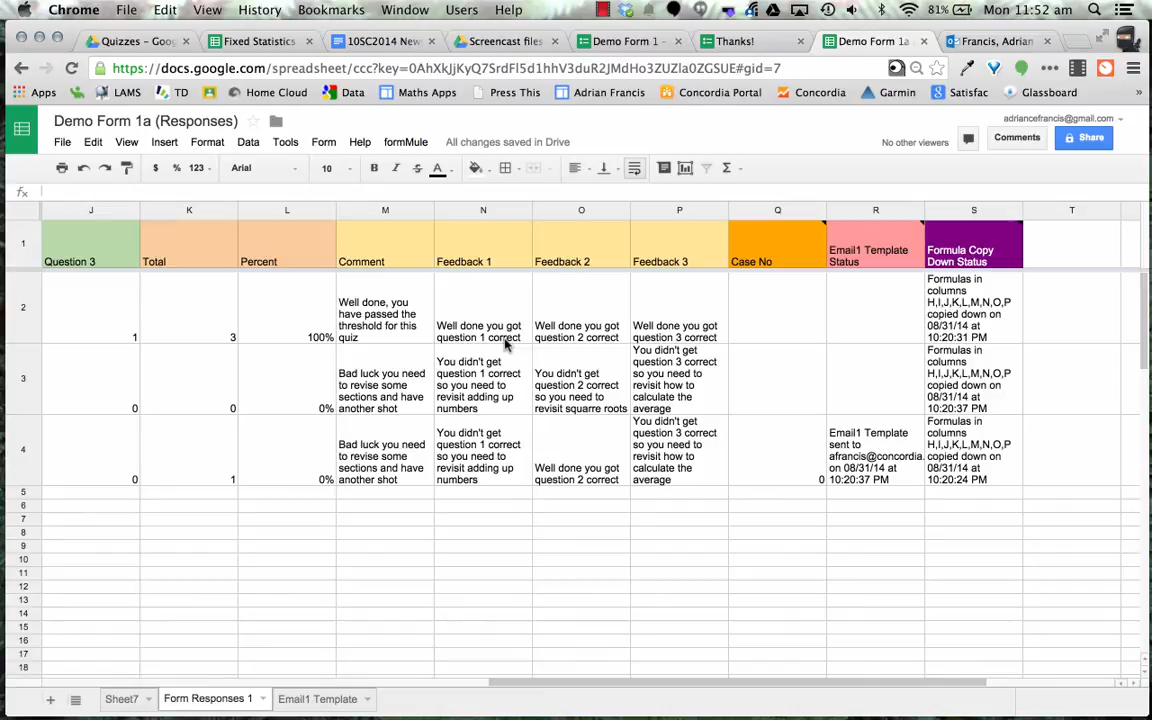 Chrome File Edit View History Bookmarks Window Users Help 81% Mon 11:52 am
Quizzes – Goo Fixed Statistics 10SC2014 New Screencast files Demo Form 1 - Thanks! Demo Form 1a Francis, Adrian
https://docs.google.com/spreadsheet/ccc?key=0AhXkJjKyQ7SrdFl5d1hhV3duR2JMdHo3ZUZla0ZGSUE#gid=7
Apps LAMS TD Home Cloud Data Maths Apps Press This Adrian Francis Concordia Portal Concordia Garmin Satisfac Glassboard
Demo Form 1a (Responses)
adriancefrancis@gmail.com
File Edit View Insert Format Data Tools Form Help formMule All changes saved in Drive
No other viewers Comments Share
$ % 123 Arial 10 B I S A Σ
fx
J K L M N O P Q R S T
1
Question 3
Total
Percent
Comment
Feedback 1
Feedback 2
Feedback 3
Case No
Email1 Template
Status
Formula Copy
Down Status
2
1
3
100%
Well done, you
have passed the
threshold for this
quiz
Well done you got
question 1 correct
Well done you got
question 2 correct
Well done you got
question 3 correct
Formulas in
columns
H,I,J,K,L,M,N,O,P
copied down on
08/31/14 at
10:20:31 PM
3
0
0
0%
Bad luck you need
to revise some
sections and have
another shot
You didn't get
question 1 correct
so you need to
revisit adding up
numbers
You didn't get
question 2 correct
so you need to
revisit squarre roots
You didn't get
question 3 correct
so you need to
revisit how to
calculate the
average
Formulas in
columns
H,I,J,K,L,M,N,O,P
copied down on
08/31/14 at
10:20:37 PM
4
0
1
0%
Bad luck you need
to revise some
sections and have
another shot
You didn't get
question 1 correct
so you need to
revisit adding up
numbers
Well done you got
question 2 correct
You didn't get
question 3 correct
so you need to
revisit how to
calculate the
average
0
Email1 Template
sent to
afrancis@concordia.
on 08/31/14 at
10:20:37 PM
Formulas in
columns
H,I,J,K,L,M,N,O,P
copied down on
08/31/14 at
10:20:24 PM
5
6
7
8
9
10
11
12
13
14
15
16
17
18
Sheet7 Form Responses 1 Email1 Template